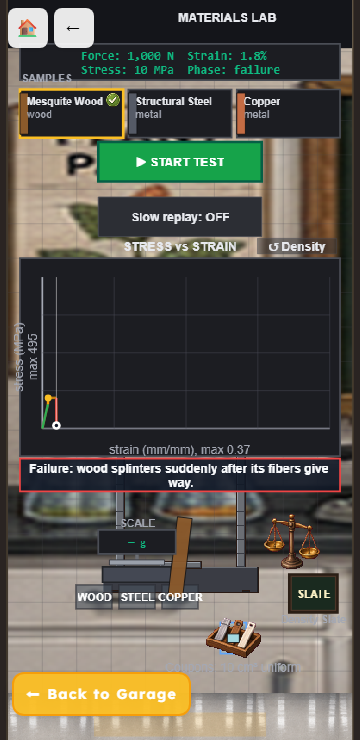 MATERIALS LAB
Force: 1,000 N Strain: 1.8%
Stress: 10 MPa Phase: failure
SAMPLES
Mesquite Wood
wood
Structural Steel
metal
Copper
metal
▶ START TEST
Slow replay: OFF
STRESS vs STRAIN
↺ Density
stress (MPa)
max 495
strain (mm/mm), max 0.37
Failure: wood splinters suddenly after its fibers give
way.
SCALE
— g
WOOD STEEL COPPER
SLATE
← Back to Garage